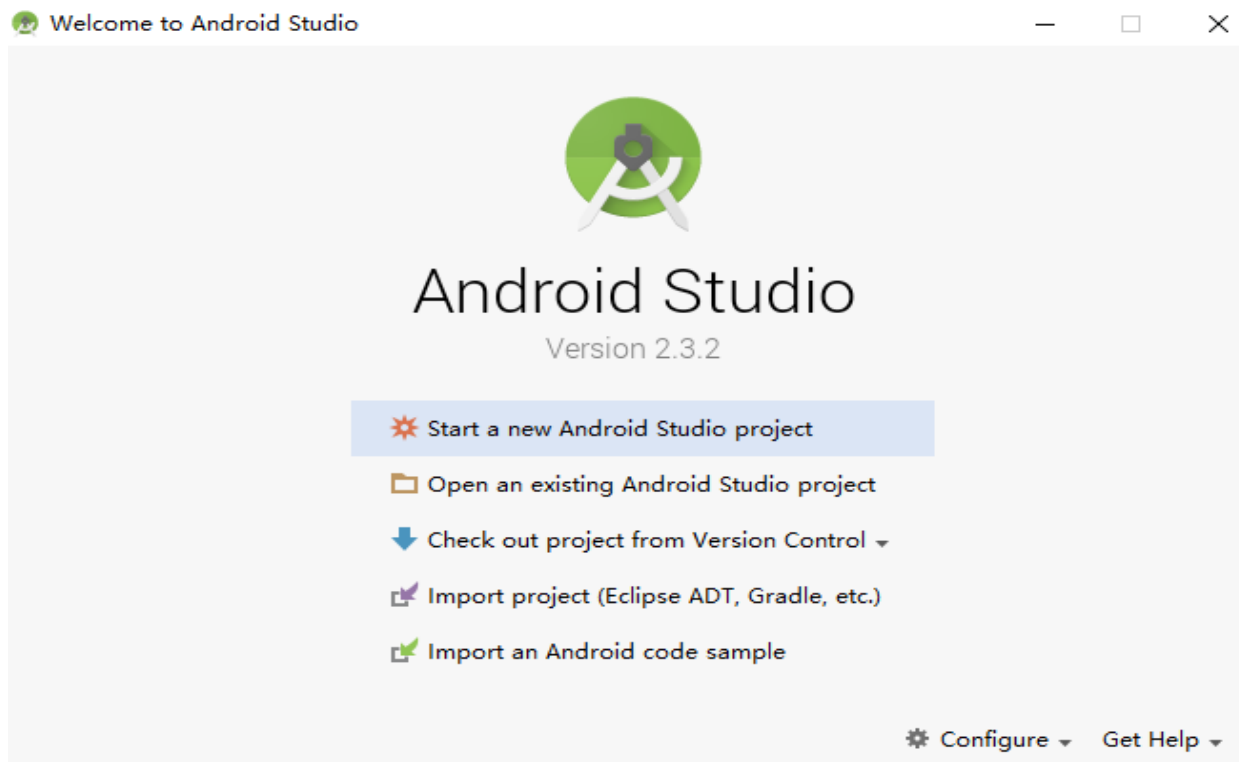 Welcome to Android Studio
Android Studio
Version 2.3.2
Start a new Android Studio project
Open an existing Android Studio project
Check out project from Version Control
Import project (Eclipse ADT, Gradle, etc.)
Import an Android code sample
Configure Get Help